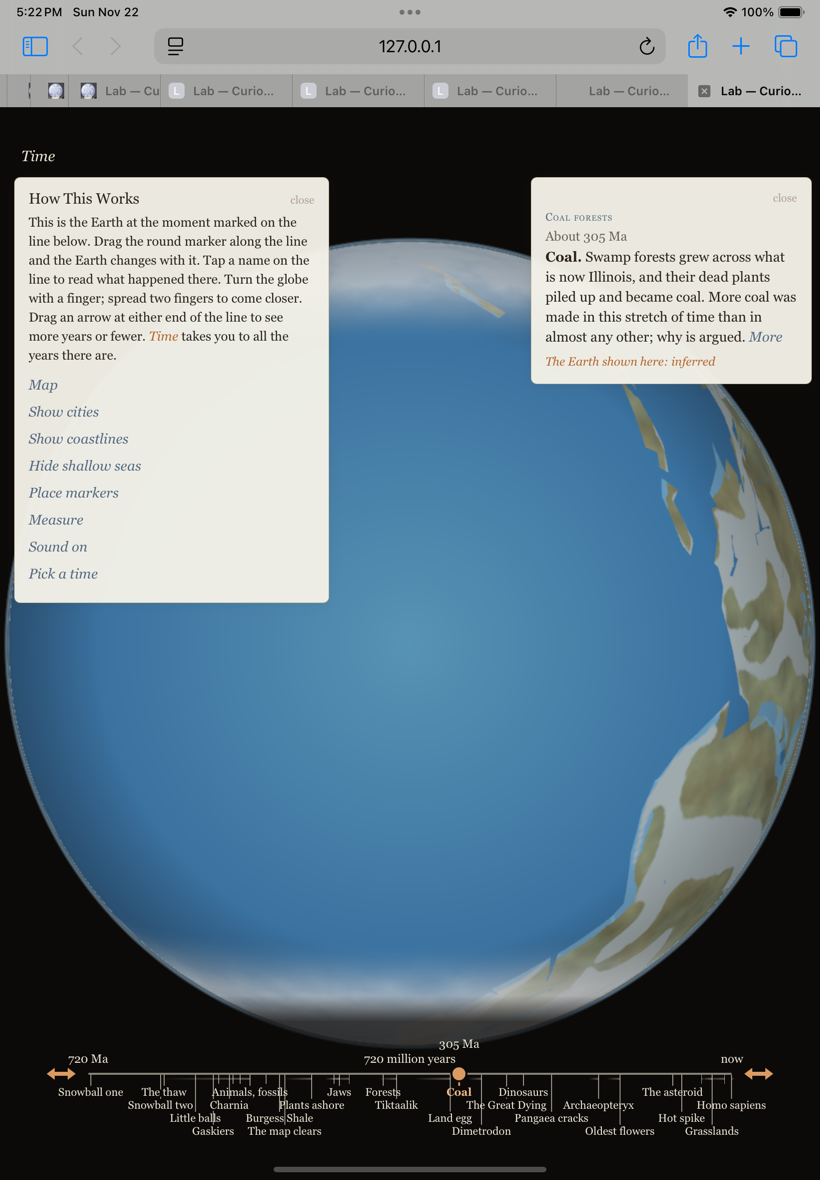 5:22 PM Sun Nov 22
100%
127.0.0.1
Lab — Cu
L Lab — Curio...
L Lab — Curio...
L Lab — Curio...
Lab — Curio...
Lab — Curio...
Time
How This Works
close
This is the Earth at the moment marked on the
line below. Drag the round marker along the line
and the Earth changes with it. Tap a name on the
line to read what happened there. Turn the globe
with a finger; spread two fingers to come closer.
Drag an arrow at either end of the line to see
more years or fewer. Time takes you to all the
years there are.
Map
Show cities
Show coastlines
Hide shallow seas
Place markers
Measure
Sound on
Pick a time
close
Coal forests
About 305 Ma
Coal. Swamp forests grew across what
is now Illinois, and their dead plants
piled up and became coal. More coal was
made in this stretch of time than in
almost any other; why is argued. More
The Earth shown here: inferred
305 Ma
720 Ma 720 million years now
Snowball one The thaw Animals, fossils Jaws Forests Coal Dinosaurs The asteroid
Snowball two Charnia Plants ashore Tiktaalik The Great Dying Archaeopteryx Homo sapiens
Little balls Burgess Shale Land egg Pangaea cracks Hot spike
Gaskiers The map clears Dimetrodon Oldest flowers Grasslands